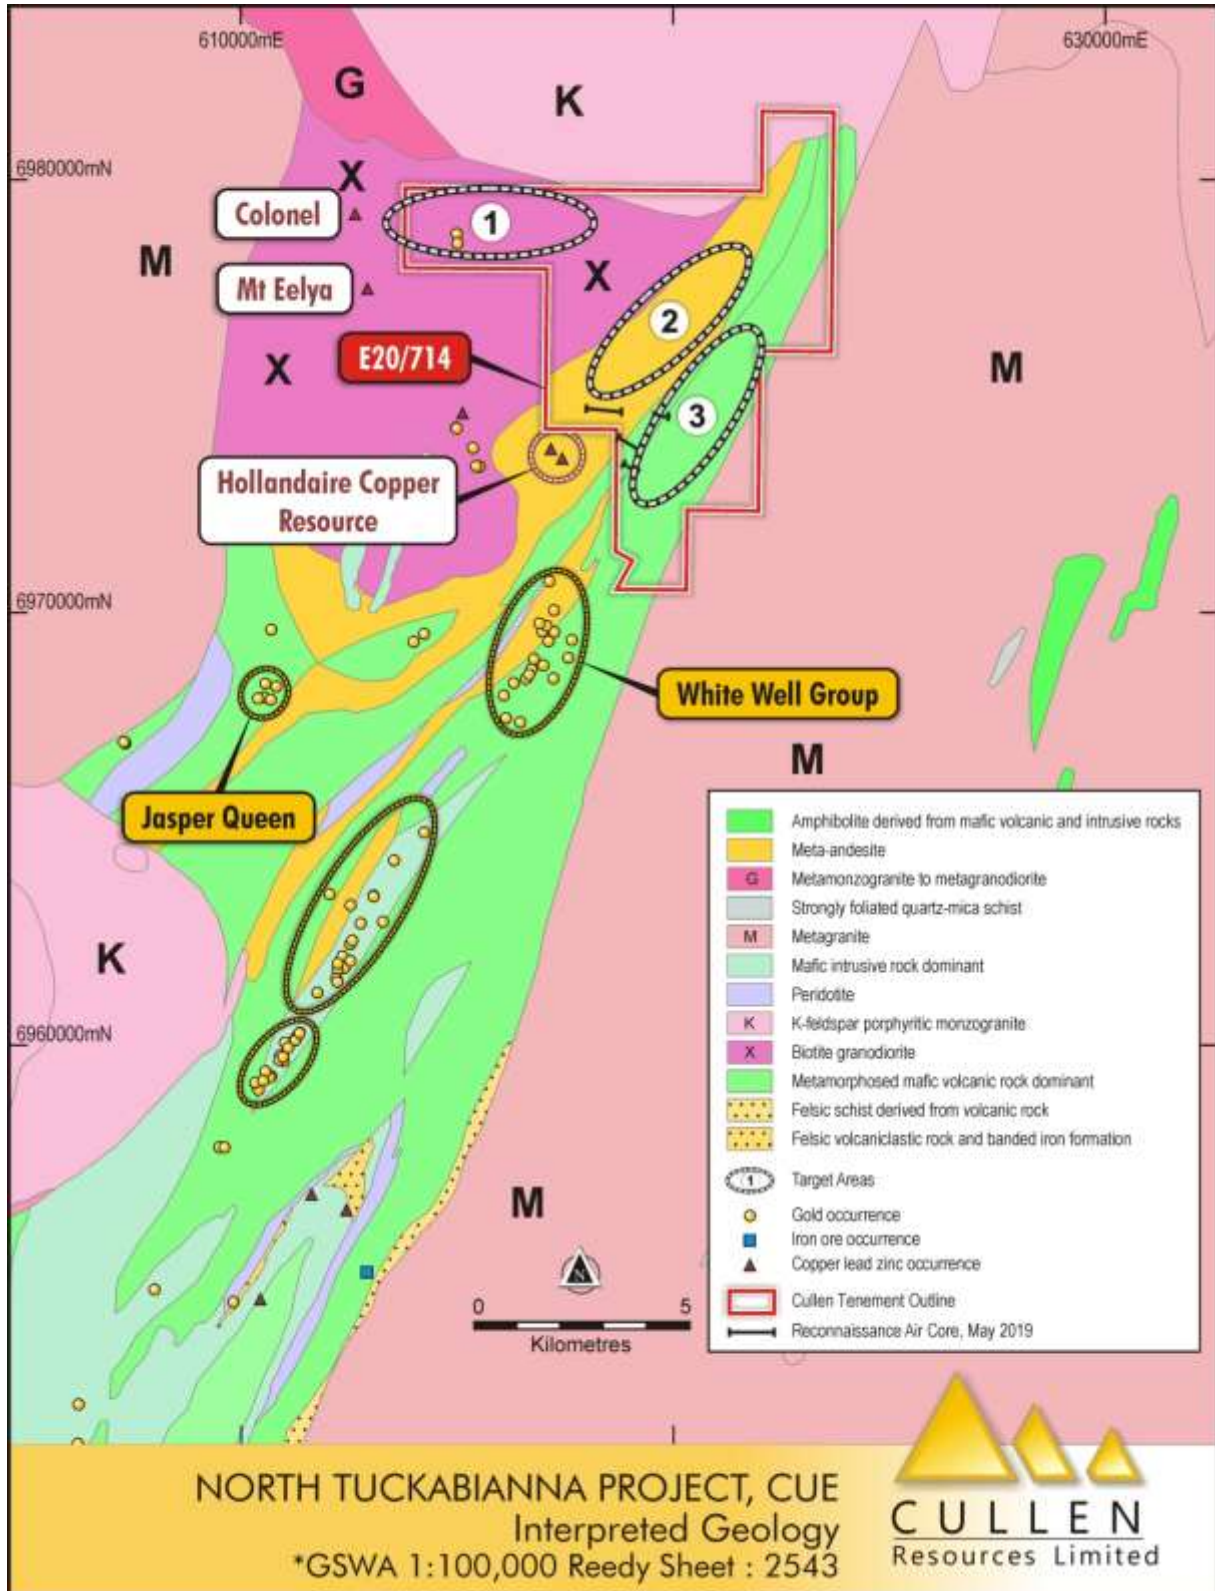 610000mE
630000mE
G
K
6980000mN
X
Colonel
1
M
X
Mt Eelya
2
X
E20/714
M
3
Hollandaire Copper
Resource
6970000mN
White Well Group
M
Jasper Queen
K
6960000mN
M
N
0 5
Kilometres
Amphibolite derived from mafic volcanic and intrusive rocks
Meta-andesite
G Metamonzogranite to metagranodiorite
Strongly foliated quartz-mica schist
M Metagranite
Mafic intrusive rock dominant
Peridotite
K K-feldspar porphyritic monzogranite
X Biotite granodiorite
Metamorphosed mafic volcanic rock dominant
Felsic schist derived from volcanic rock
Felsic volcaniclastic rock and banded iron formation
1 Target Areas
Gold occurrence
Iron ore occurrence
Copper lead zinc occurrence
Cullen Tenement Outline
Reconnaissance Air Core, May 2019
NORTH TUCKABIANNA PROJECT, CUE
Interpreted Geology
*GSWA 1:100,000 Reedy Sheet : 2543
CULLEN
Resources Limited